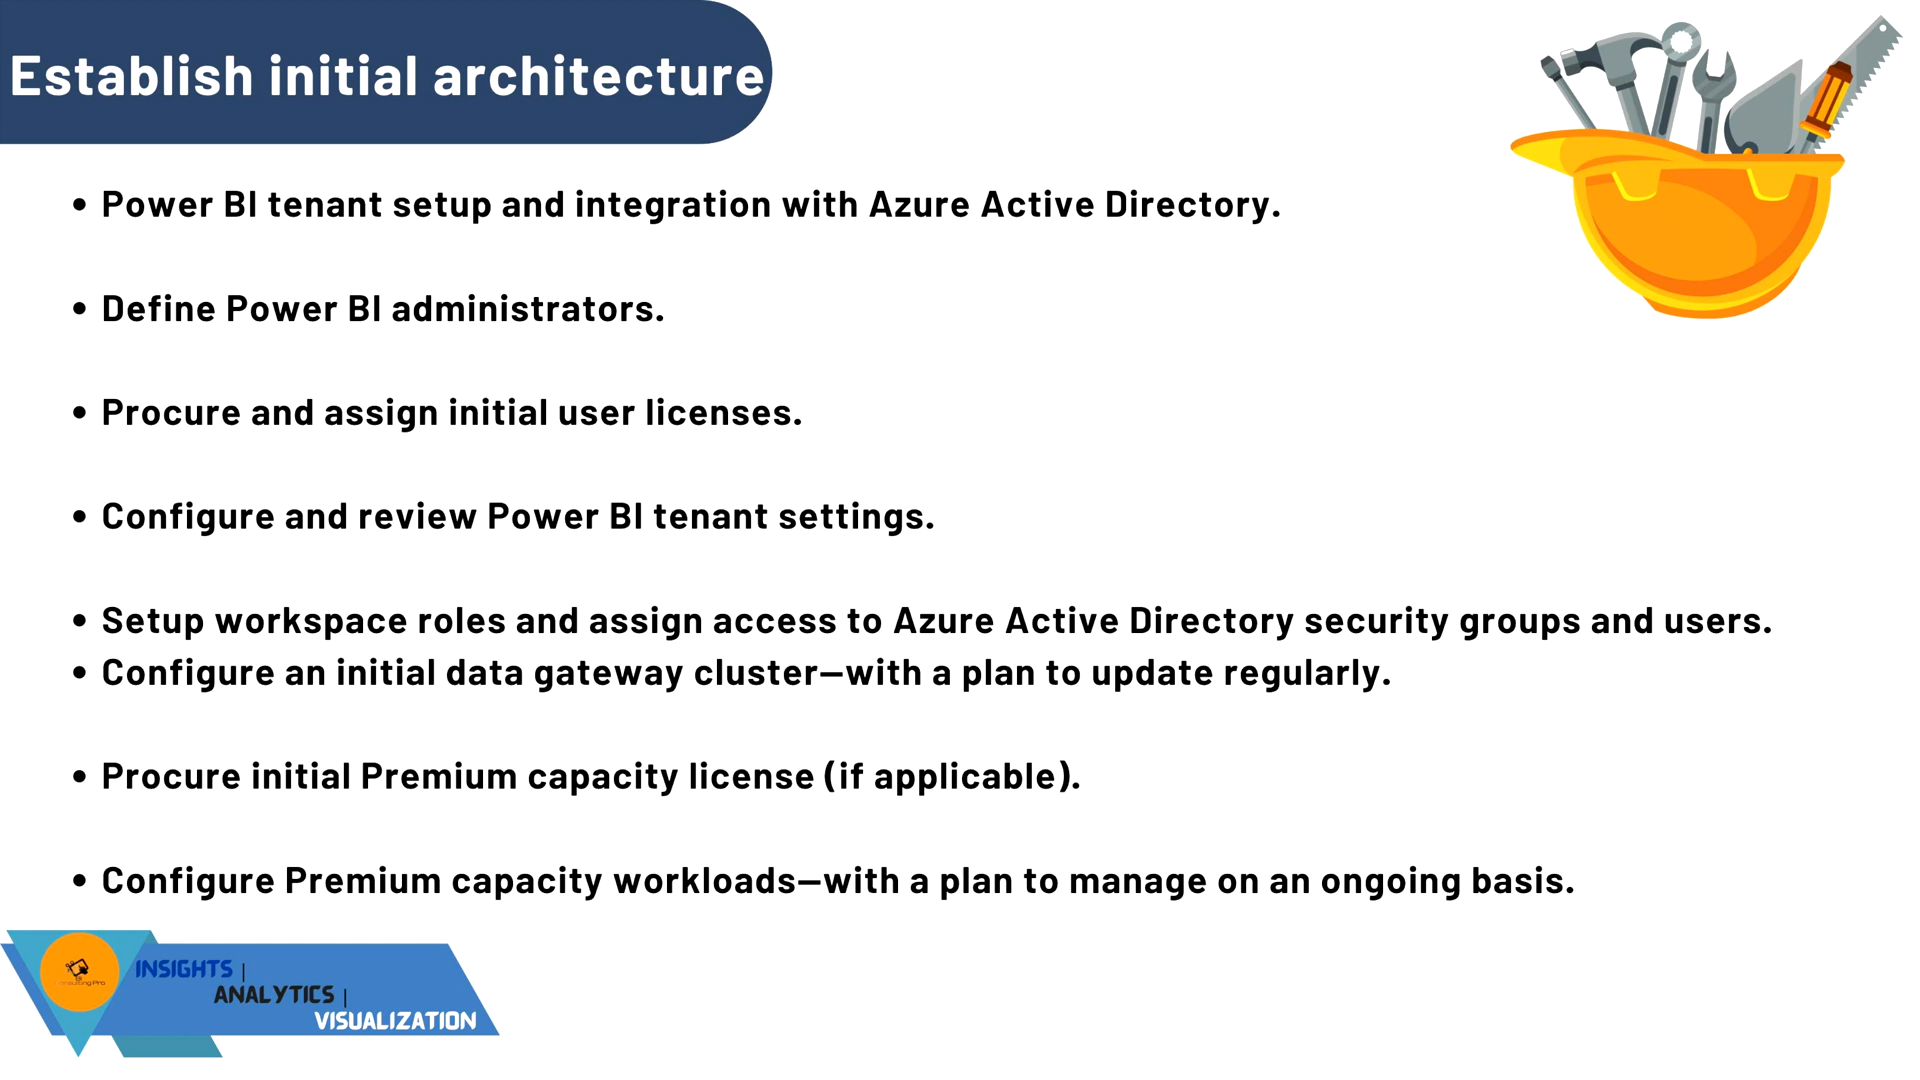 Establish initial architecture
• Power BI tenant setup and integration with Azure Active Directory.
• Define Power BI administrators.
• Procure and assign initial user licenses.
• Configure and review Power BI tenant settings.
• Setup workspace roles and assign access to Azure Active Directory security groups and users.
• Configure an initial data gateway cluster—with a plan to update regularly.
• Procure initial Premium capacity license (if applicable).
• Configure Premium capacity workloads—with a plan to manage on an ongoing basis.
INSIGHTS |
ANALYTICS |
VISUALIZATION